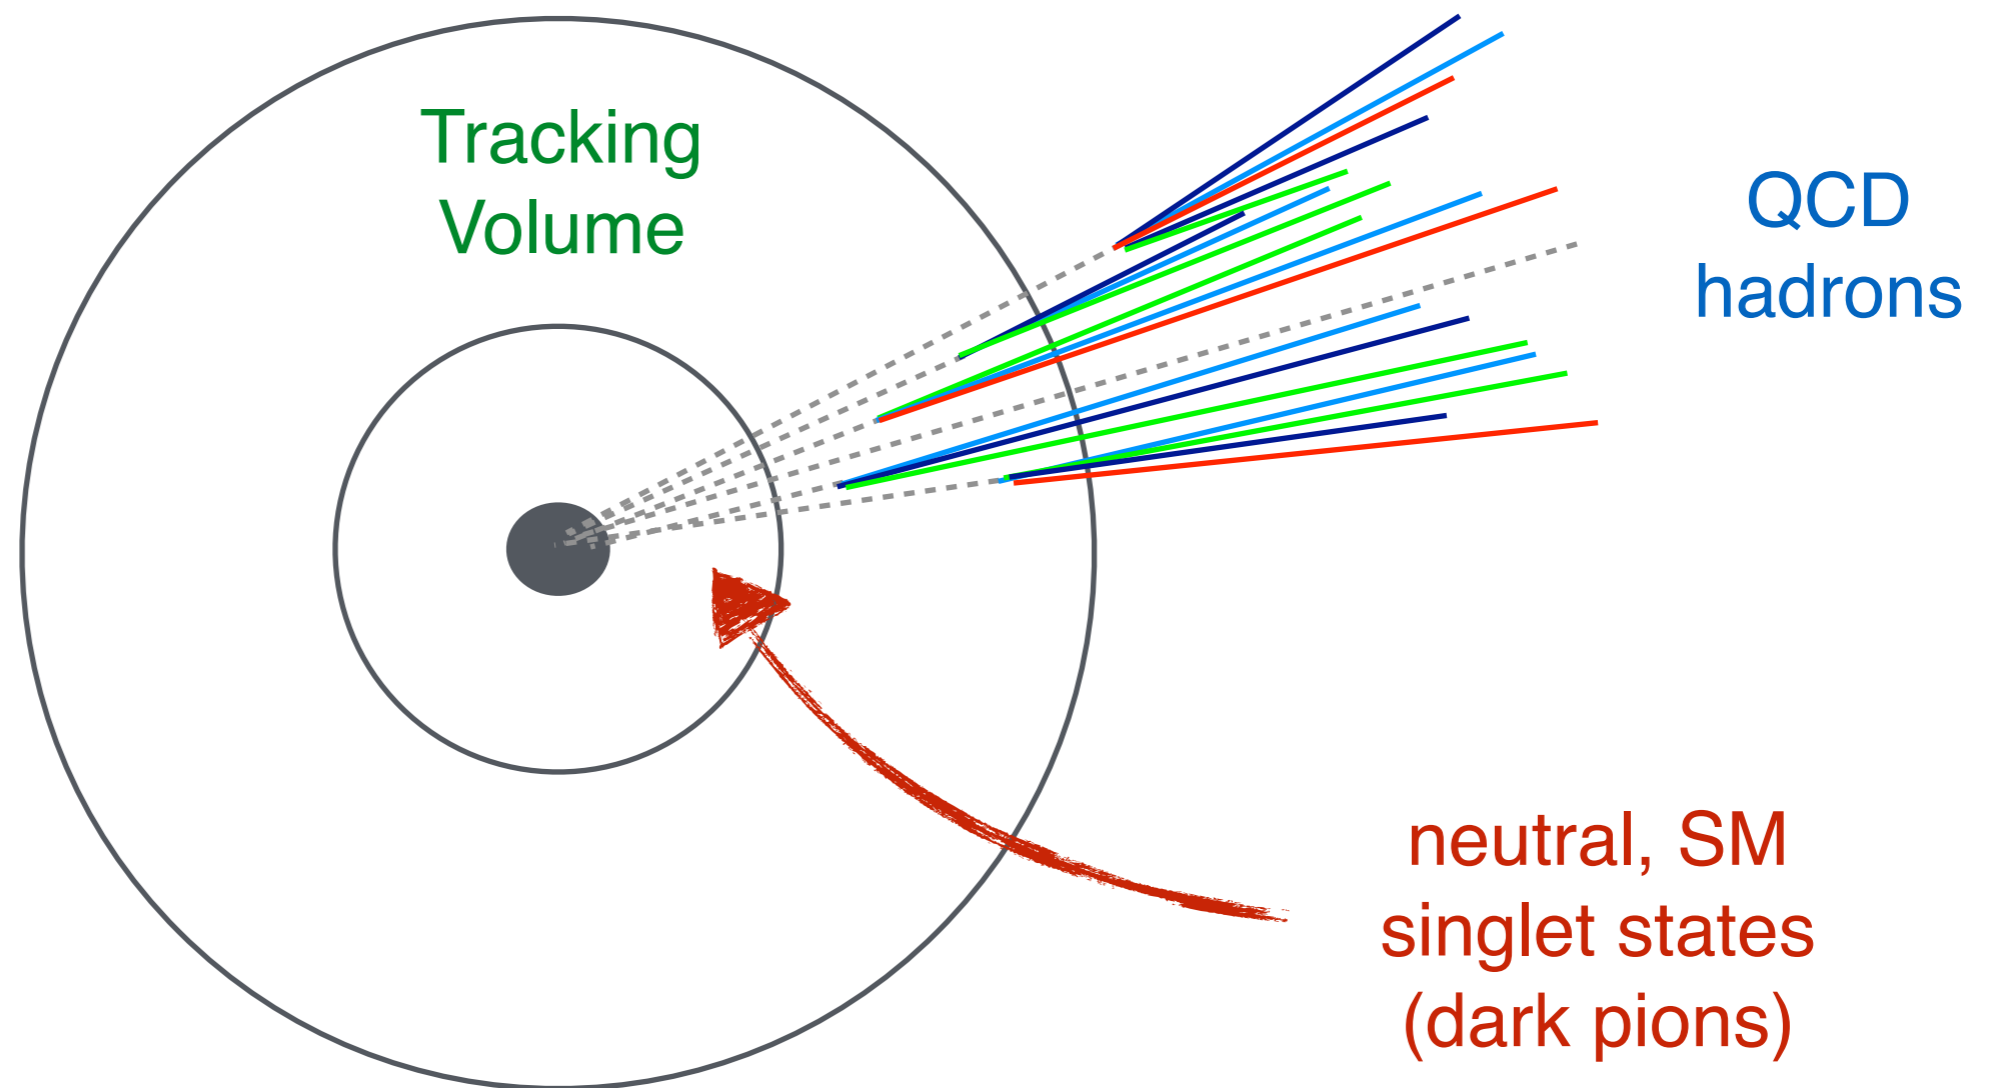 Tracking
Volume
QCD
hadrons
neutral, SM
singlet states
(dark pions)